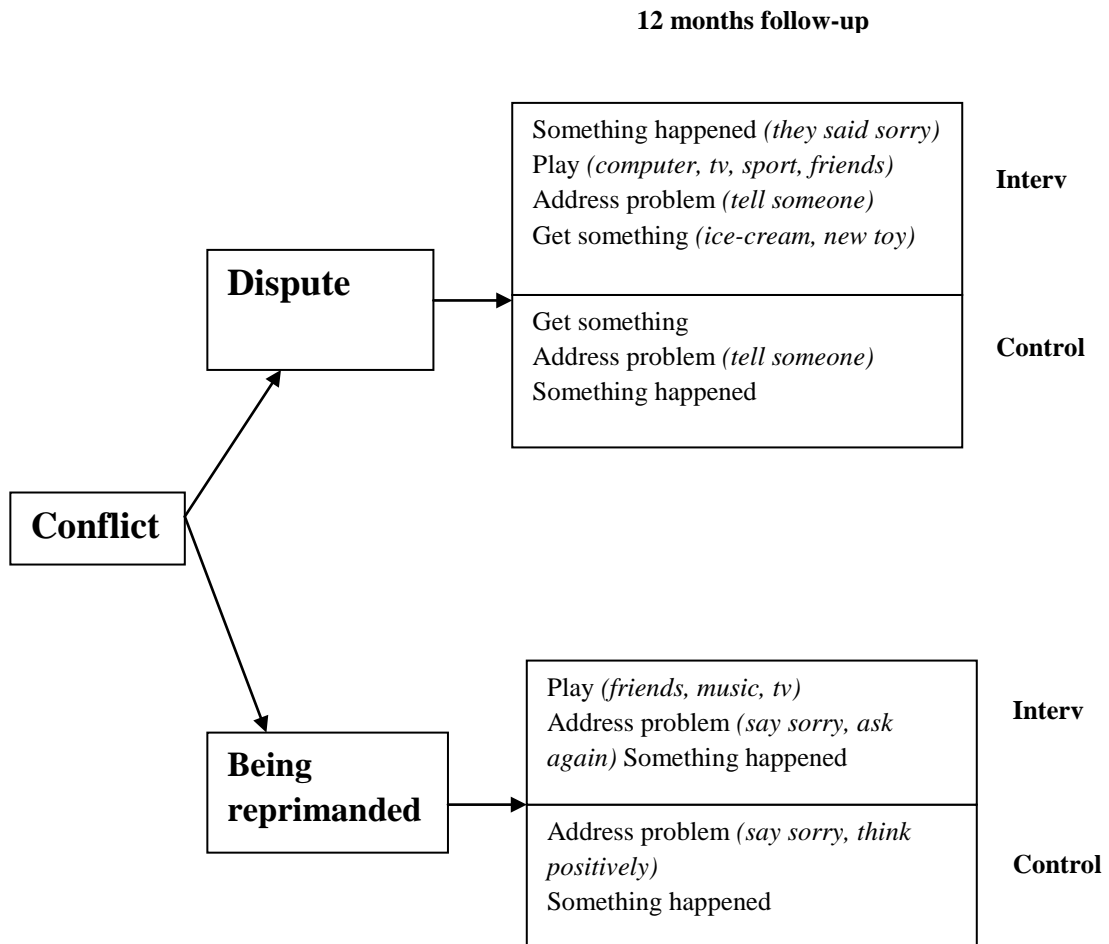 12 months follow-up
Something happened (they said sorry)
Play (computer, tv, sport, friends)
Address problem (tell someone)
Get something (ice-cream, new toy)
Interv
Dispute
Get something
Address problem (tell someone)
Something happened
Control
Conflict
Play (friends, music, tv)
Address problem (say sorry, ask
again) Something happened
Interv
Being
reprimanded
Address problem (say sorry, think
positively)
Something happened
Control